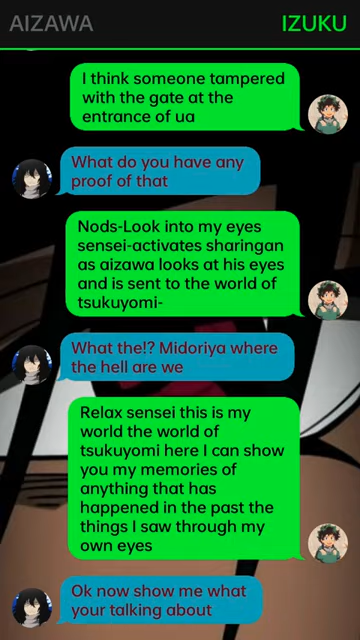 AIZAWA
IZUKU
I think someone tampered
with the gate at the
entrance of ua
What do you have any
proof of that
Nods-Look into my eyes
sensei-activates sharingan
as aizawa looks at his eyes
and is sent to the world of
tsukuyomi-
What the!? Midoriya where
the hell are we
Relax sensei this is my
world the world of
tsukuyomi here I can show
you my memories of
anything that has
happened in the past the
things I saw through my
own eyes
Ok now show me what
your talking about